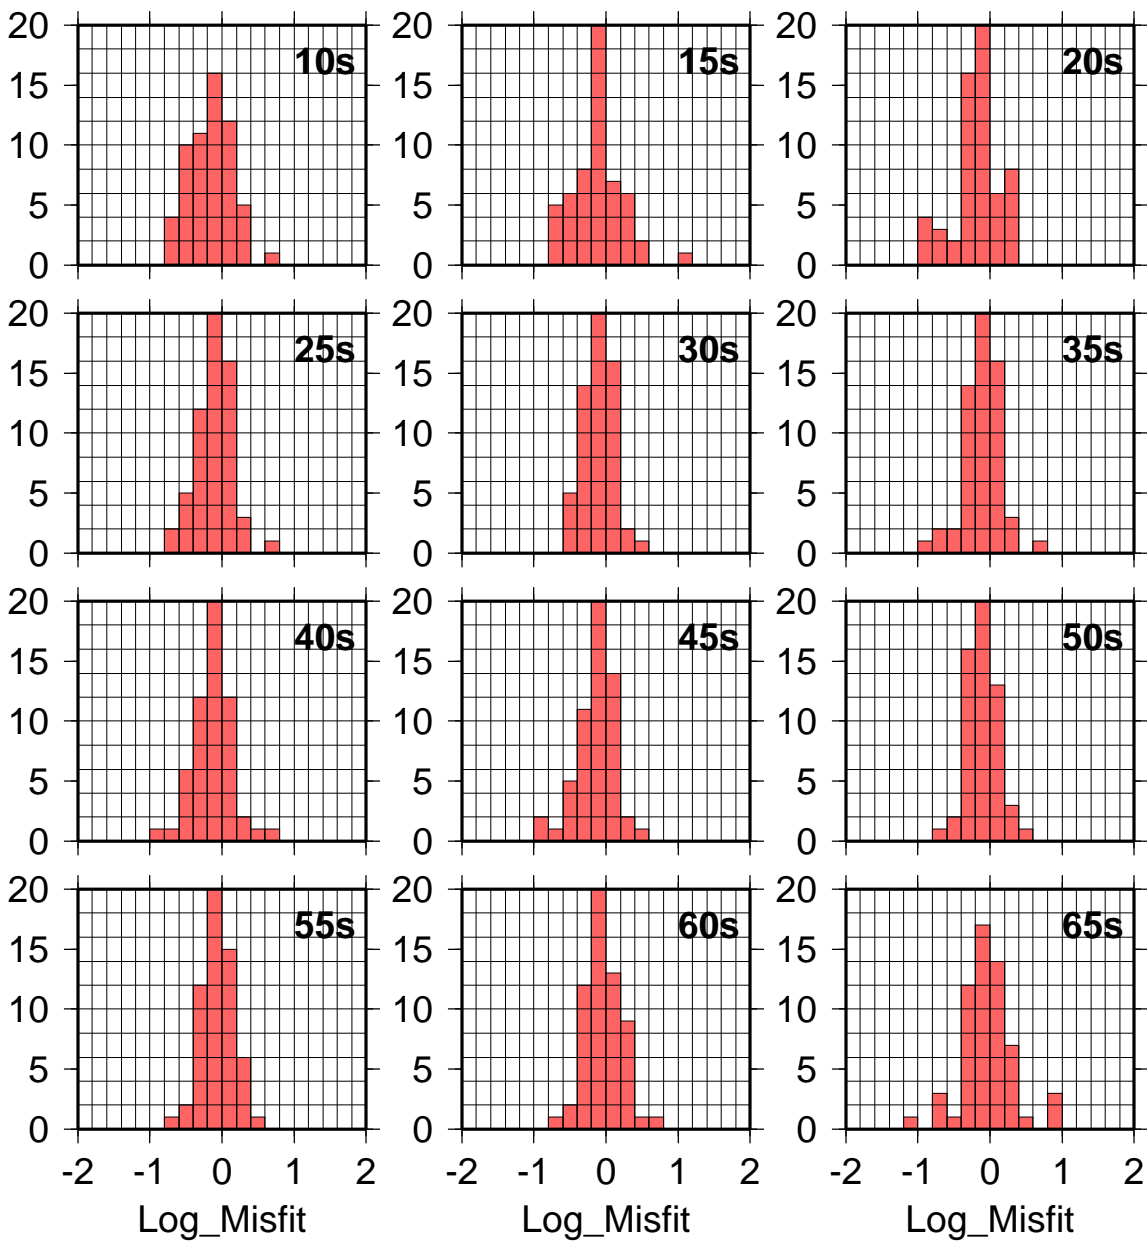 20 15 10 5 0 10s
20 15 10 5 0 15s
20 15 10 5 0 20s
20 15 10 5 0 25s
20 15 10 5 0 30s
20 15 10 5 0 35s
20 15 10 5 0 40s
20 15 10 5 0 45s
20 15 10 5 0 50s
20 15 10 5 0 55s
20 15 10 5 0 60s
20 15 10 5 0 65s
-2 -1 0 1 2
-2 -1 0 1 2
-2 -1 0 1 2
Log_Misfit
Log_Misfit
Log_Misfit